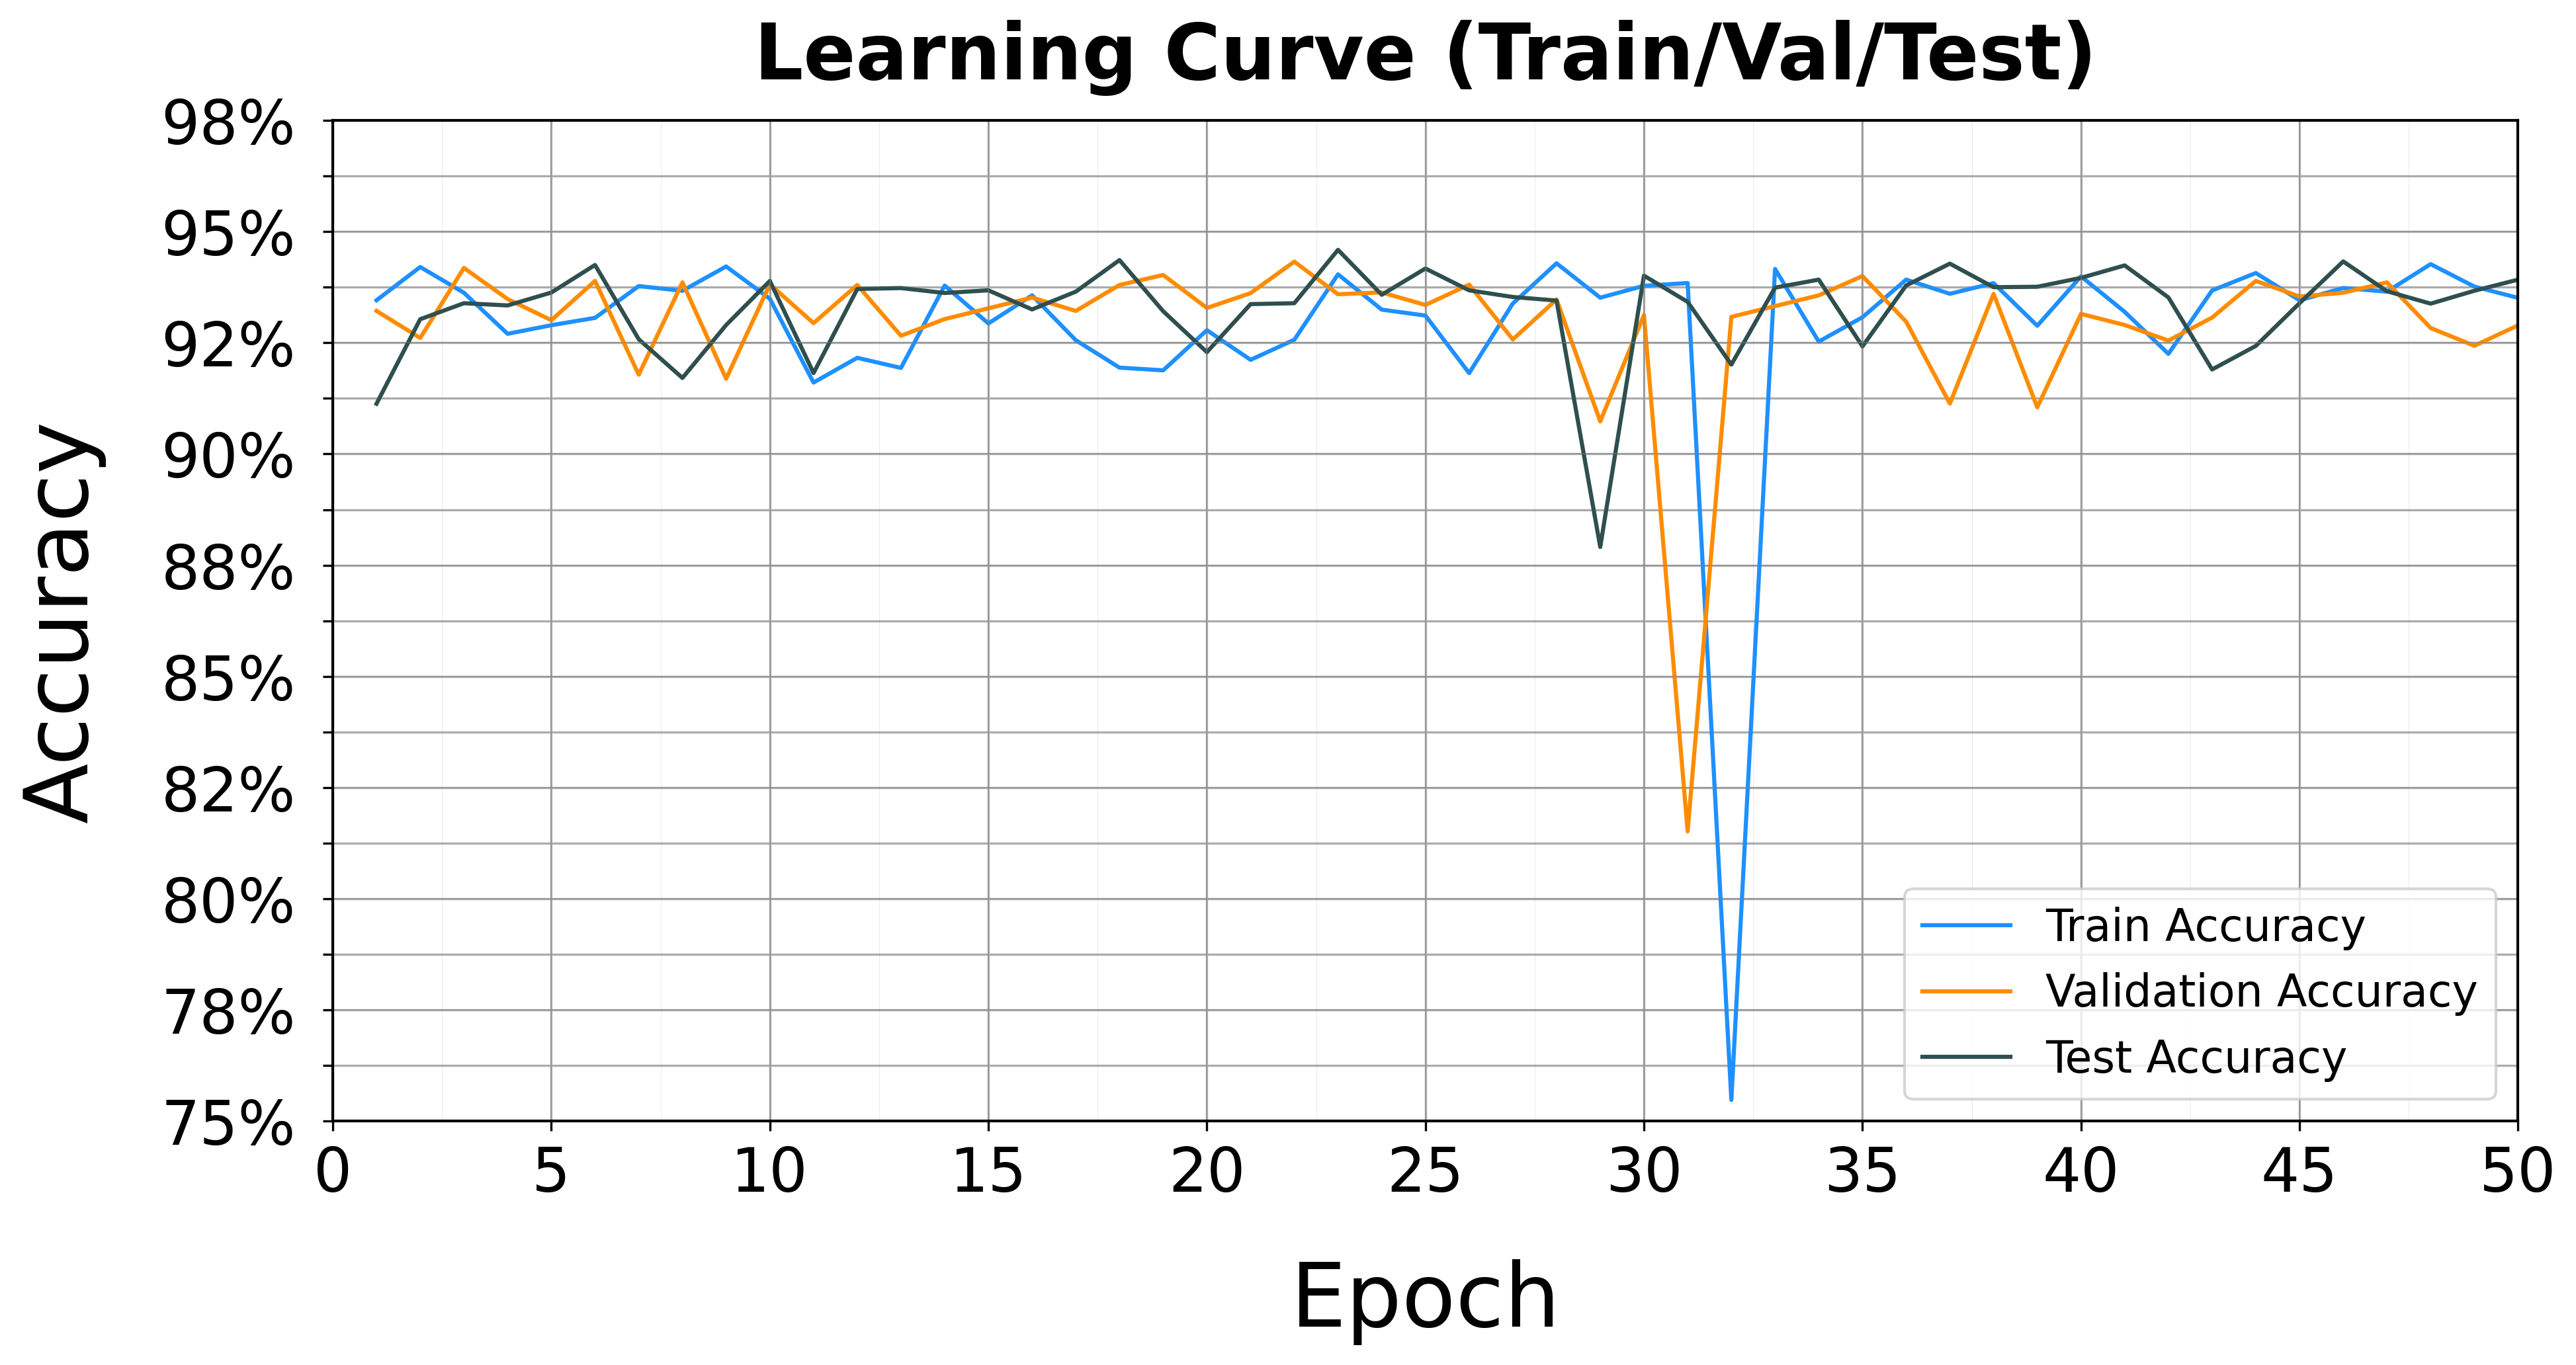 Learning Curve (Train/Val/Test)
98%
95%
92%
90%
88%
85%
82%
80%
78%
75%
Accuracy
0 5 10 15 20 25 30 35 40 45 50
Epoch
Train Accuracy
Validation Accuracy
Test Accuracy